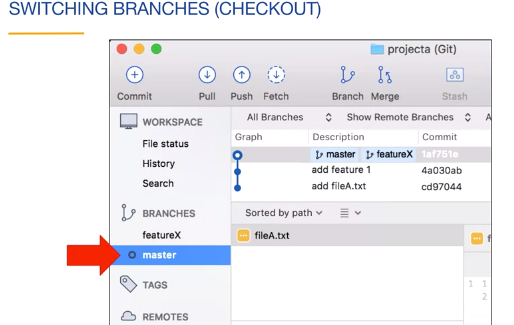 SWITCHING BRANCHES (CHECKOUT)
projecta (Git)
Commit Pull Push Fetch Branch Merge Stash
WORKSPACE
File status
History
Search
BRANCHES
featureX
master
TAGS
REMOTES
All Branches Show Remote Branches A
Graph Description Commit
master featureX 1af751e
add feature 1 4a030ab
add fileA.txt cd97044
Sorted by path
fileA.txt f
1 1
2